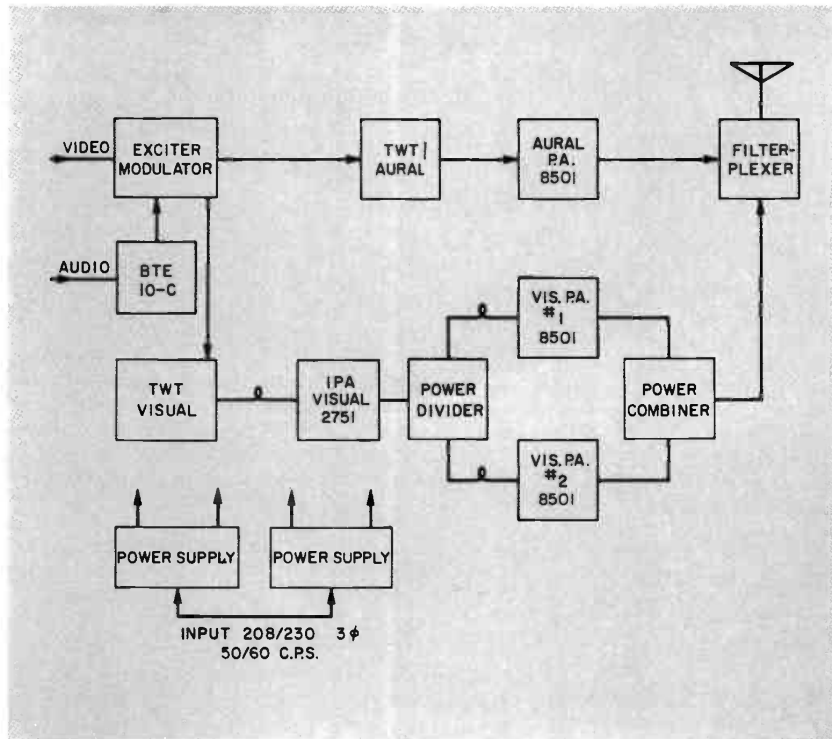 VIDEO
EXCITER
MODULATOR
TWT
AURAL
AURAL
P.A.
8501
FILTER-
PLEXER
AUDIO
BTE
10-C
TWT
VISUAL
IPA
VISUAL
2751
POWER
DIVIDER
VIS. P.A.
#1
8501
VIS. P.A.
#2
8501
POWER
COMBINER
POWER SUPPLY
POWER SUPPLY
INPUT 208/230 3ϕ
50/60 C.P.S.